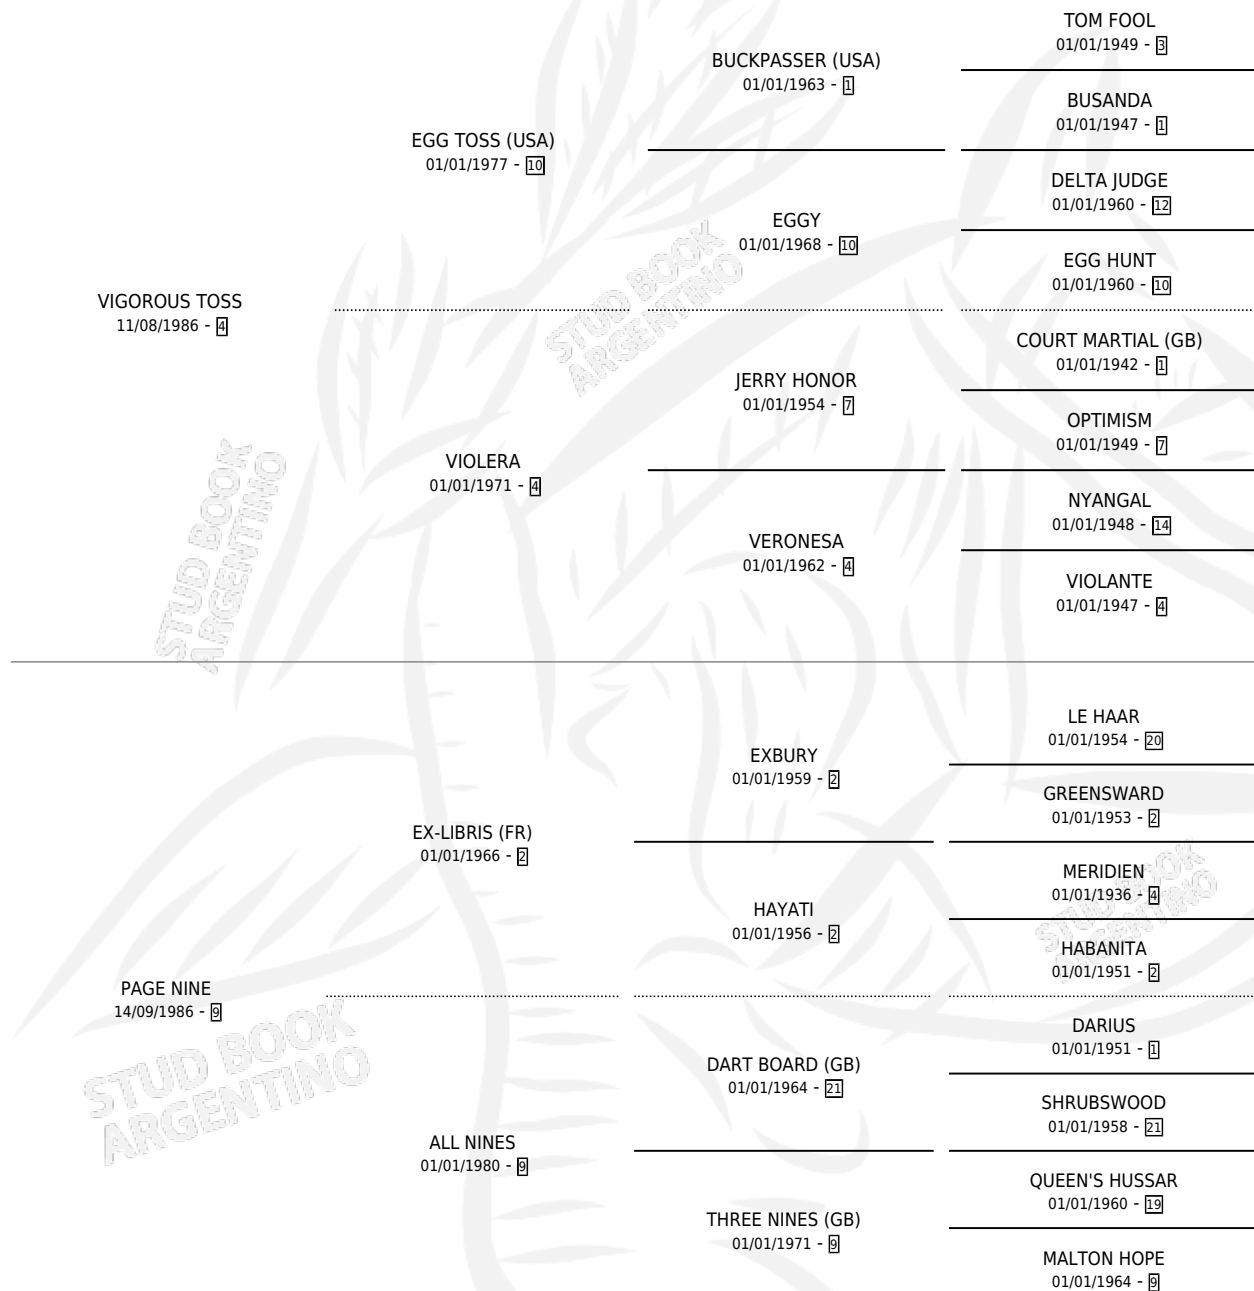 TOM FOOL
01/01/1949 - 3
BUCKPASSER (USA)
01/01/1963 - 1
BUSANDA
01/01/1947 - 1
EGG TOSS (USA)
01/01/1977 - 10
DELTA JUDGE
01/01/1960 - 12
EGGY
01/01/1968 - 10
EGG HUNT
01/01/1960 - 10
VIGOROUS TOSS
11/08/1986 - 4
COURT MARTIAL (GB)
01/01/1942 - 1
JERRY HONOR
01/01/1954 - 7
OPTIMISM
01/01/1949 - 7
VIOLERA
01/01/1971 - 4
NYANGAL
01/01/1948 - 14
VERONESA
01/01/1962 - 4
VIOLANTE
01/01/1947 - 4
LE HAAR
01/01/1954 - 20
EXBURY
01/01/1959 - 2
GREENSWARD
01/01/1953 - 2
EX-LIBRIS (FR)
01/01/1966 - 2
MERIDIEN
01/01/1936 - 4
HAYATI
01/01/1956 - 2
HABANITA
01/01/1951 - 2
PAGE NINE
14/09/1986 - 9
DARIUS
01/01/1951 - 1
DART BOARD (GB)
01/01/1964 - 21
SHRUBSWOOD
01/01/1958 - 21
ALL NINES
01/01/1980 - 9
QUEEN'S HUSSAR
01/01/1960 - 19
THREE NINES (GB)
01/01/1971 - 9
MALTON HOPE
01/01/1964 - 9
STUD BOOK
ARGENTINO
STUD BOOK
ARGENTINO
STUD BOOK
ARGENTINO
STUD BOOK
ARGENTINO